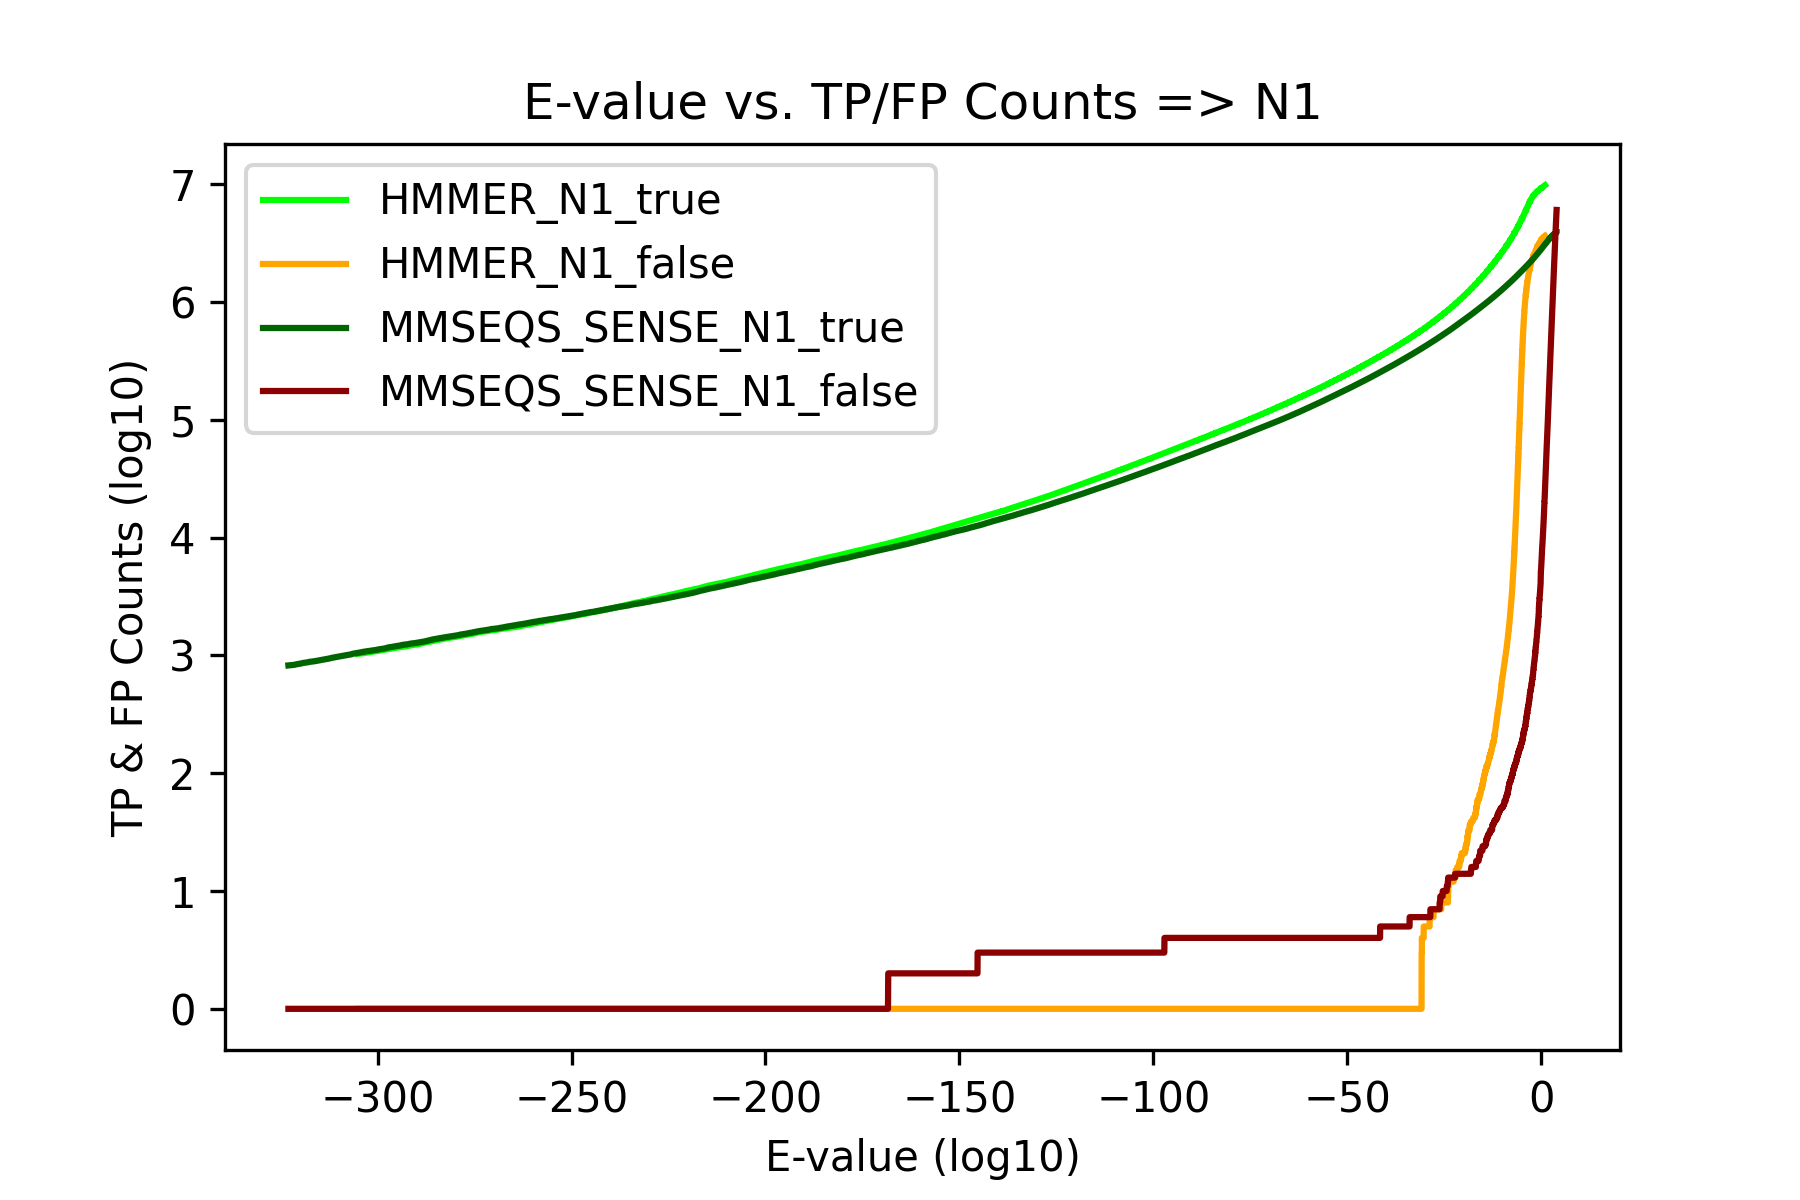 E-value vs. TP/FP Counts => N1
HMMER_N1_true
HMMER_N1_false
MMSEQS_SENSE_N1_true
MMSEQS_SENSE_N1_false
TP & FP Counts (log10)
7
6
5
4
3
2
1
0
−300 −250 −200 −150 −100 −50 0
E-value (log10)